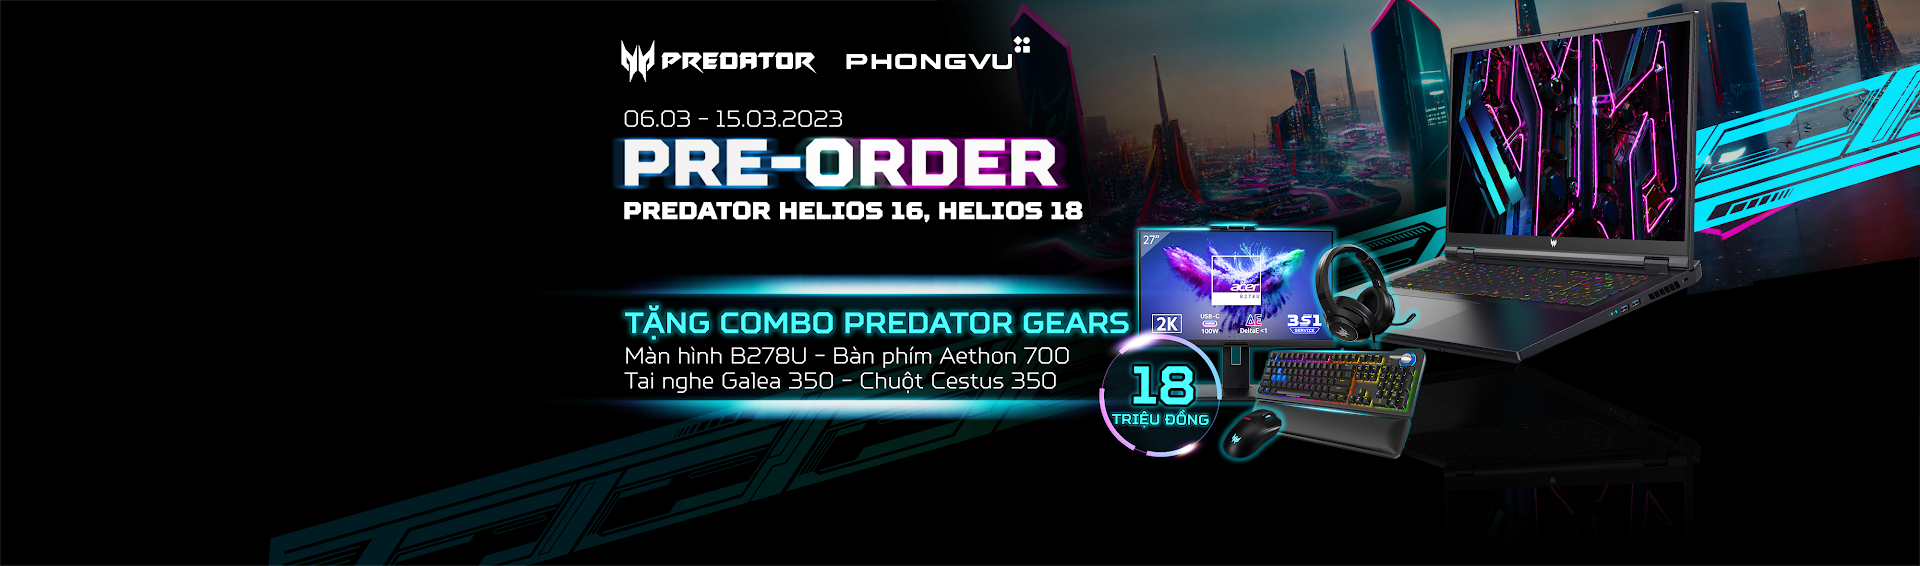 PREDATOR PHONGVU
06.03 - 15.03.2023
PRE-ORDER
PREDATOR HELIOS 16, HELIOS 18
TẶNG COMBO PREDATOR GEARS
Màn hình B278U - Bàn phím Aethon 700
Tai nghe Galea 350 - Chuột Cestus 350
27"
acer
B278U
2K
USB-C
100W
ΔE
DeltaE <1
3S1
SERVICE
18
TRIỆU ĐỒNG